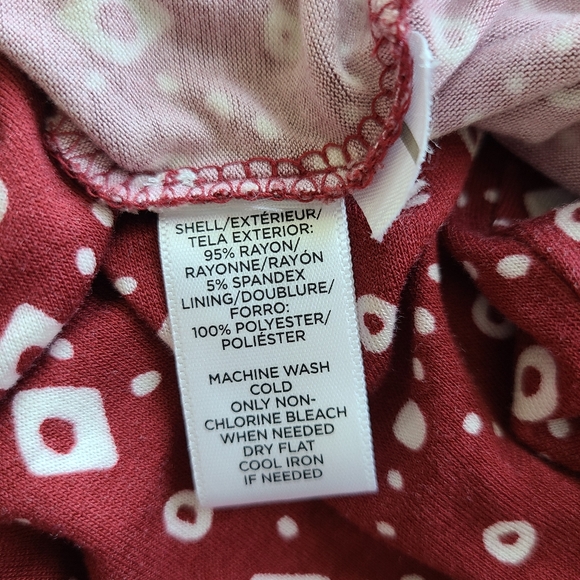 SHELL/EXTÉRIEUR/
TELA EXTERIOR:
95% RAYON/
RAYONNE/RAYÓN
5% SPANDEX
LINING/DOUBLURE/
FORRO:
100% POLYESTER/
POLIÉSTER
MACHINE WASH
COLD
ONLY NON-
CHLORINE BLEACH
WHEN NEEDED
DRY FLAT
COOL IRON
IF NEEDED